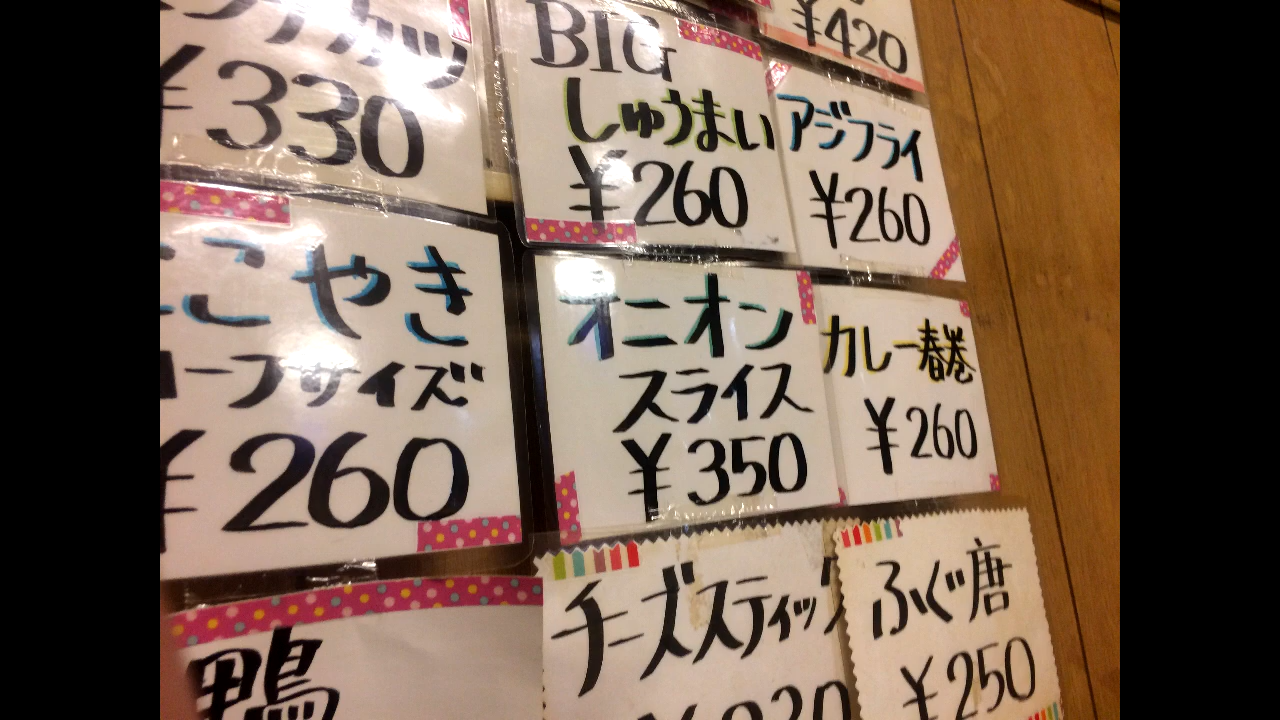 ¥330
BIG
しゅうまい
¥260
¥420
アジフライ
¥260
こやき
ープサイズ
¥260
オニオン
スライス
¥350
カレー春巻
¥260
鴨
チーズスティック
ふぐ唐
¥250